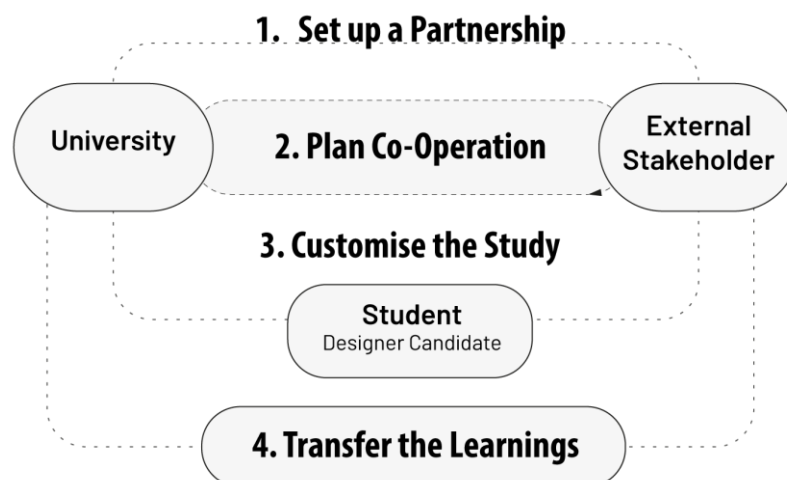 1. Set up a Partnership
University
2. Plan Co-Operation
External
Stakeholder
3. Customise the Study
Student
Designer Candidate
4. Transfer the Learnings